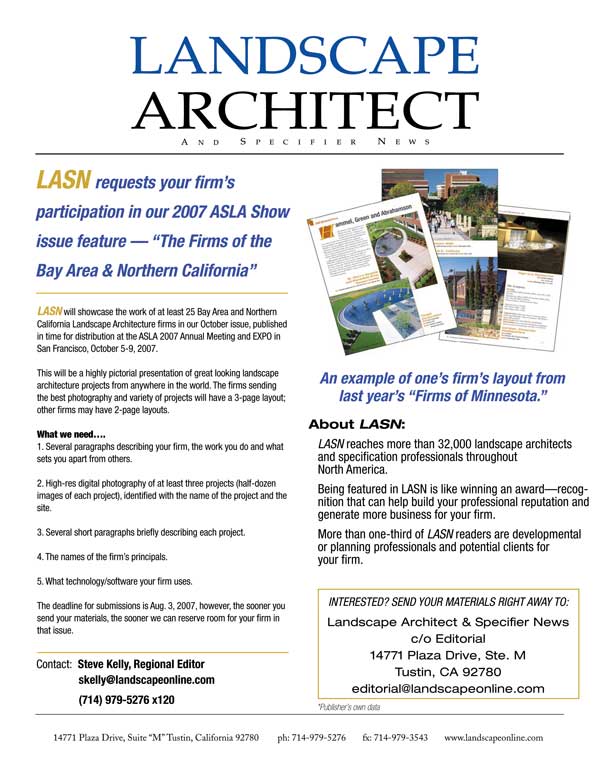 LANDSCAPE
ARCHITECT
AND SPECIFIER NEWS
LASN requests your firm's
participation in our 2007 ASLA Show
issue feature — “The Firms of the
Bay Area & Northern California”
LASN will showcase the work of at least 25 Bay Area and Northern
California Landscape Architecture firms in our October issue, published
in time for distribution at the ASLA 2007 Annual Meeting and EXPO in
San Francisco, October 5-9, 2007.
This will be a highly pictorial presentation of great looking landscape
architecture projects from anywhere in the world. The firms sending
the best photography and variety of projects will have a 3-page layout;
other firms may have 2-page layouts.
What we need….
1. Several paragraphs describing your firm, the work you do and what
sets you apart from others.
2. High-res digital photography of at least three projects (half-dozen
images of each project), identified with the name of the project and the
site.
3. Several short paragraphs briefly describing each project.
4. The names of the firm's principals.
5. What technology/software your firm uses.
The deadline for submissions is Aug. 3, 2007, however, the sooner you
send your materials, the sooner we can reserve room for your firm in
that issue.
Contact: Steve Kelly, Regional Editor
skelly@landscapeonline.com
(714) 979-5276 x120
ammel, Green and Abrahamson
An example of one's firm's layout from
last year's “Firms of Minnesota.”
About LASN:
LASN reaches more than 32,000 landscape architects
and specification professionals throughout
North America.
Being featured in LASN is like winning an award—recog-
nition that can help build your professional reputation and
generate more business for your firm.
More than one-third of LASN readers are developmental
or planning professionals and potential clients for
your firm.
INTERESTED? SEND YOUR MATERIALS RIGHT AWAY TO:
Landscape Architect & Specifier News
c/o Editorial
14771 Plaza Drive, Ste. M
Tustin, CA 92780
editorial@landscapeonline.com
*Publisher's own data
14771 Plaza Drive, Suite “M” Tustin, California 92780 ph: 714-979-5276 fx: 714-979-3543 www.landscapeonline.com